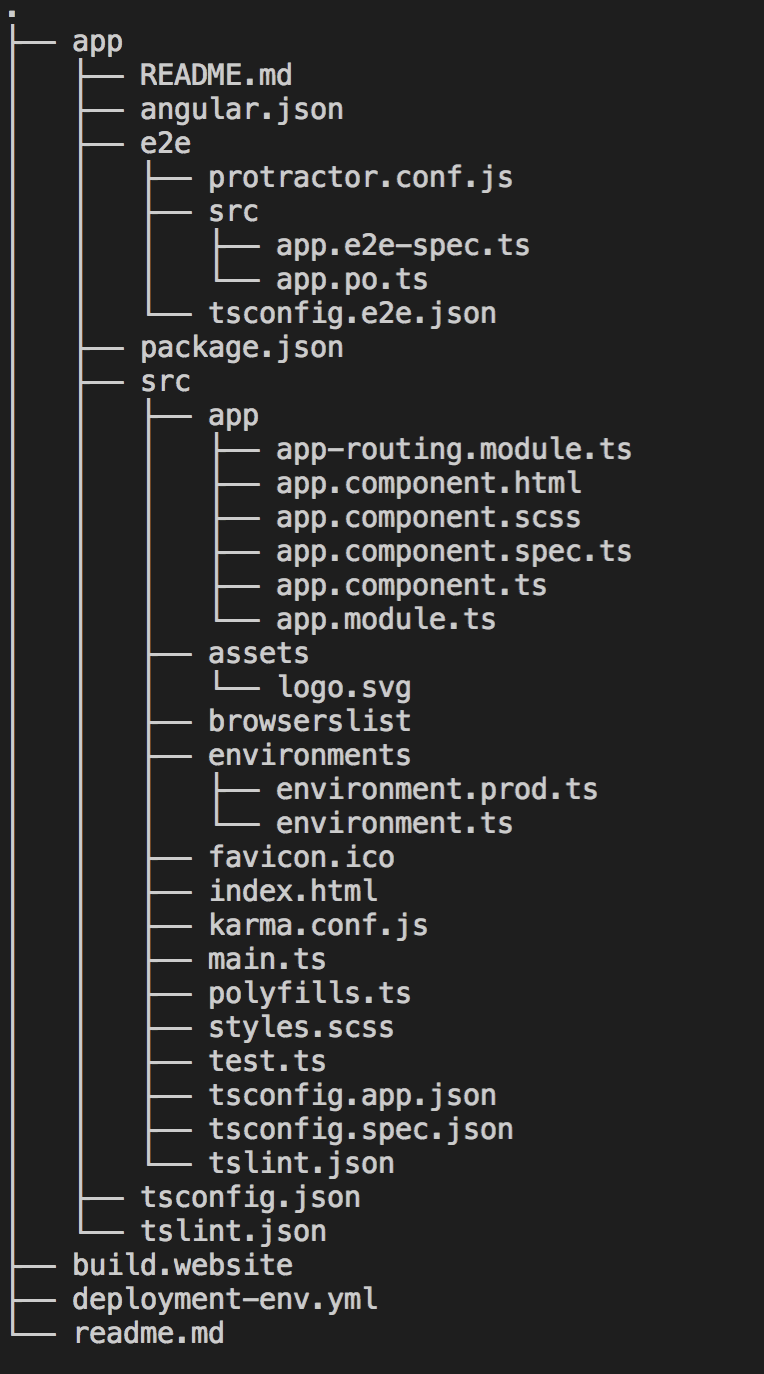 .
├── app
│   ├── README.md
│   ├── angular.json
│   ├── e2e
│   │   ├── protractor.conf.js
│   │   ├── src
│   │   │   ├── app.e2e-spec.ts
│   │   │   └── app.po.ts
│   │   └── tsconfig.e2e.json
│   ├── package.json
│   ├── src
│   │   ├── app
│   │   │   ├── app-routing.module.ts
│   │   │   ├── app.component.html
│   │   │   ├── app.component.scss
│   │   │   ├── app.component.spec.ts
│   │   │   ├── app.component.ts
│   │   │   └── app.module.ts
│   │   ├── assets
│   │   │   └── logo.svg
│   │   ├── browserslist
│   │   ├── environments
│   │   │   ├── environment.prod.ts
│   │   │   └── environment.ts
│   │   ├── favicon.ico
│   │   ├── index.html
│   │   ├── karma.conf.js
│   │   ├── main.ts
│   │   ├── polyfills.ts
│   │   ├── styles.scss
│   │   ├── test.ts
│   │   ├── tsconfig.app.json
│   │   ├── tsconfig.spec.json
│   │   └── tslint.json
│   ├── tsconfig.json
│   └── tslint.json
├── build.website
├── deployment-env.yml
└── readme.md